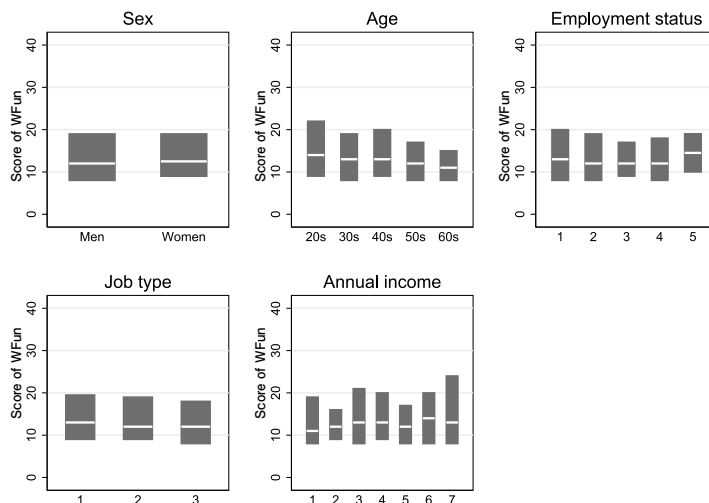 Sex
Score of WFun
40
30
20
10
0
Men Women
Age
Score of WFun
40
30
20
10
0
20s 30s 40s 50s 60s
Employment status
Score of WFun
40
30
20
10
0
1 2 3 4 5
Job type
Score of WFun
40
30
20
10
0
1 2 3
Annual income
Score of WFun
40
30
20
10
0
1 2 3 4 5 6 7